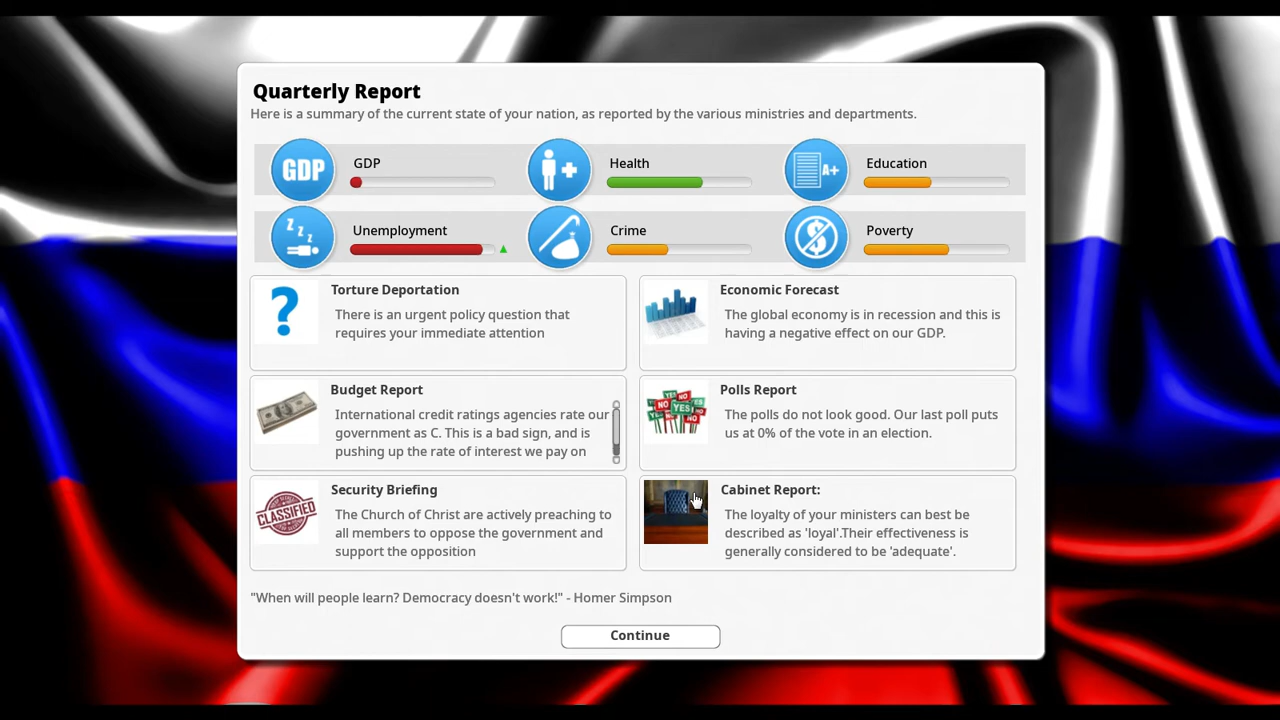 Quarterly Report
Here is a summary of the current state of your nation, as reported by the various ministries and departments.
GDP
GDP
Health
A+
Education
Z Z Z
Unemployment
Crime
$
Poverty
?
Torture Deportation
There is an urgent policy question that
requires your immediate attention
Economic Forecast
The global economy is in recession and this is
having a negative effect on our GDP.
Budget Report
International credit ratings agencies rate our
government as C. This is a bad sign, and is
pushing up the rate of interest we pay on
YES
NO
YES
NO
NO
Polls Report
The polls do not look good. Our last poll puts
us at 0% of the vote in an election.
CLASSIFIED
Security Briefing
The Church of Christ are actively preaching to
all members to oppose the government and
support the opposition
Cabinet Report:
The loyalty of your ministers can best be
described as 'loyal'.Their effectiveness is
generally considered to be 'adequate'.
"When will people learn? Democracy doesn't work!" - Homer Simpson
Continue